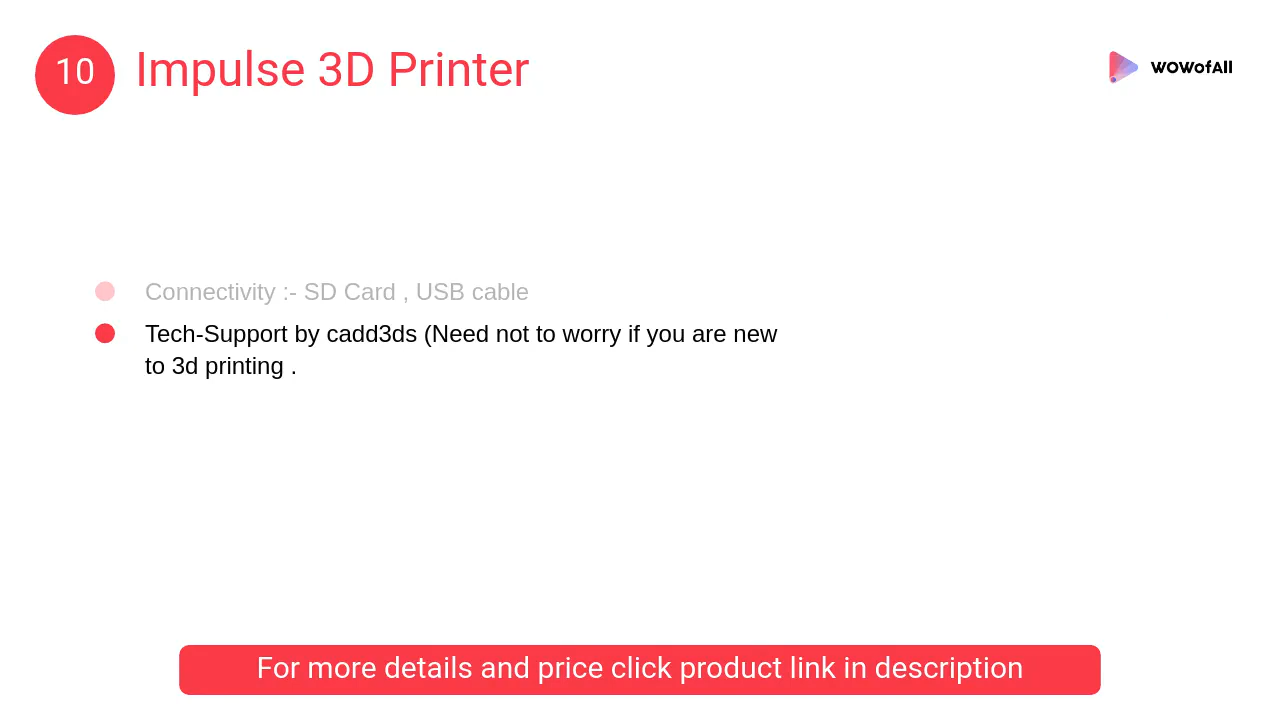 10
Impulse 3D Printer
WOWofAll
Connectivity :- SD Card , USB cable
Tech-Support by cadd3ds (Need not to worry if you are new
to 3d printing .
For more details and price click product link in description